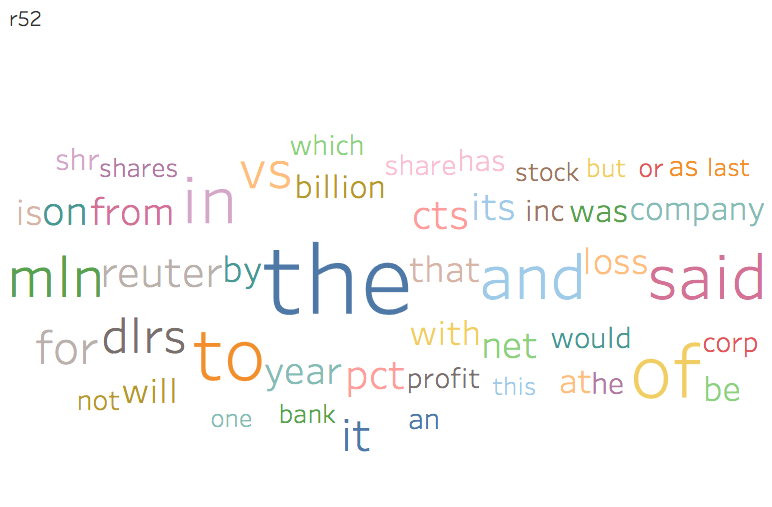 r52
which
shr shares vs billion share has stock but or as last
is on from in cts its inc was company
mln reuter by the that and loss said
for dlrs to year pct with net would of corp
not will profit this at he be
one bank it an